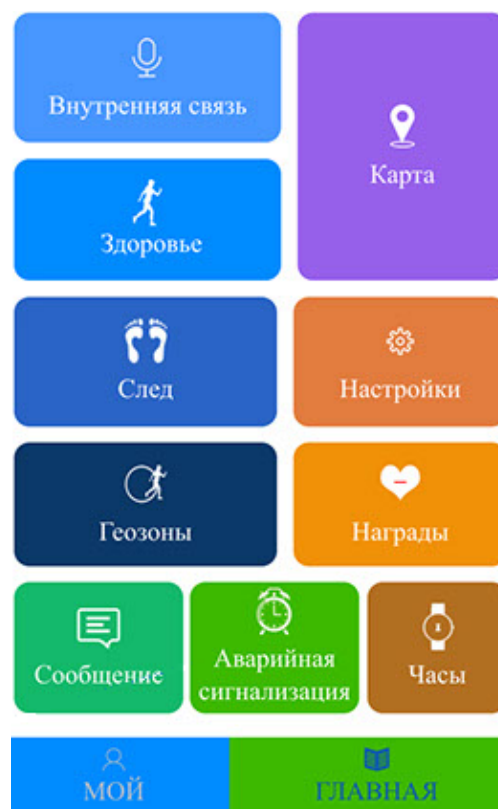 Внутренняя связь
Карта
Здоровье
След
Настройки
Геозоны
Награды
Сообщение
Аварийная
сигнализация
Часы
МОЙ
ГЛАВНАЯ